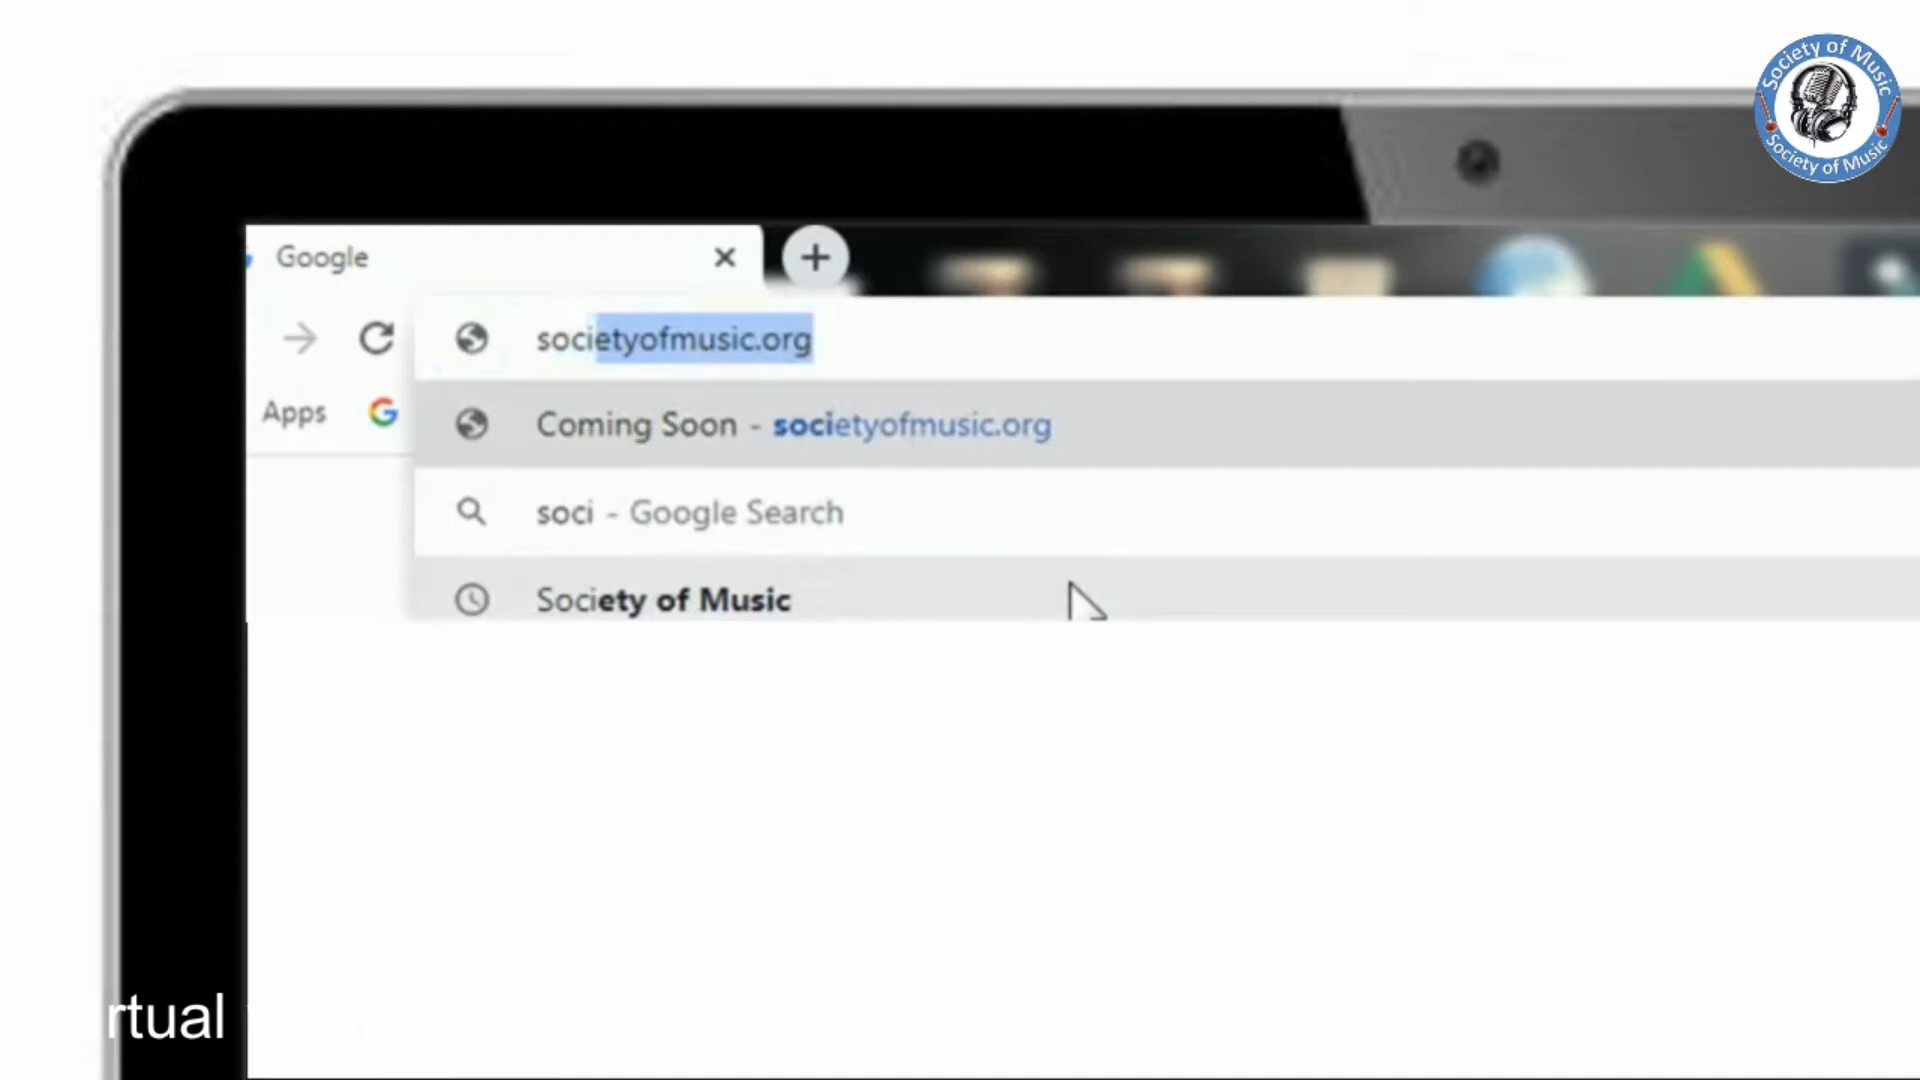 Society of Music
Society of Music
Google
societyofmusic.org
Apps
Coming Soon - societyofmusic.org
soci - Google Search
Society of Music